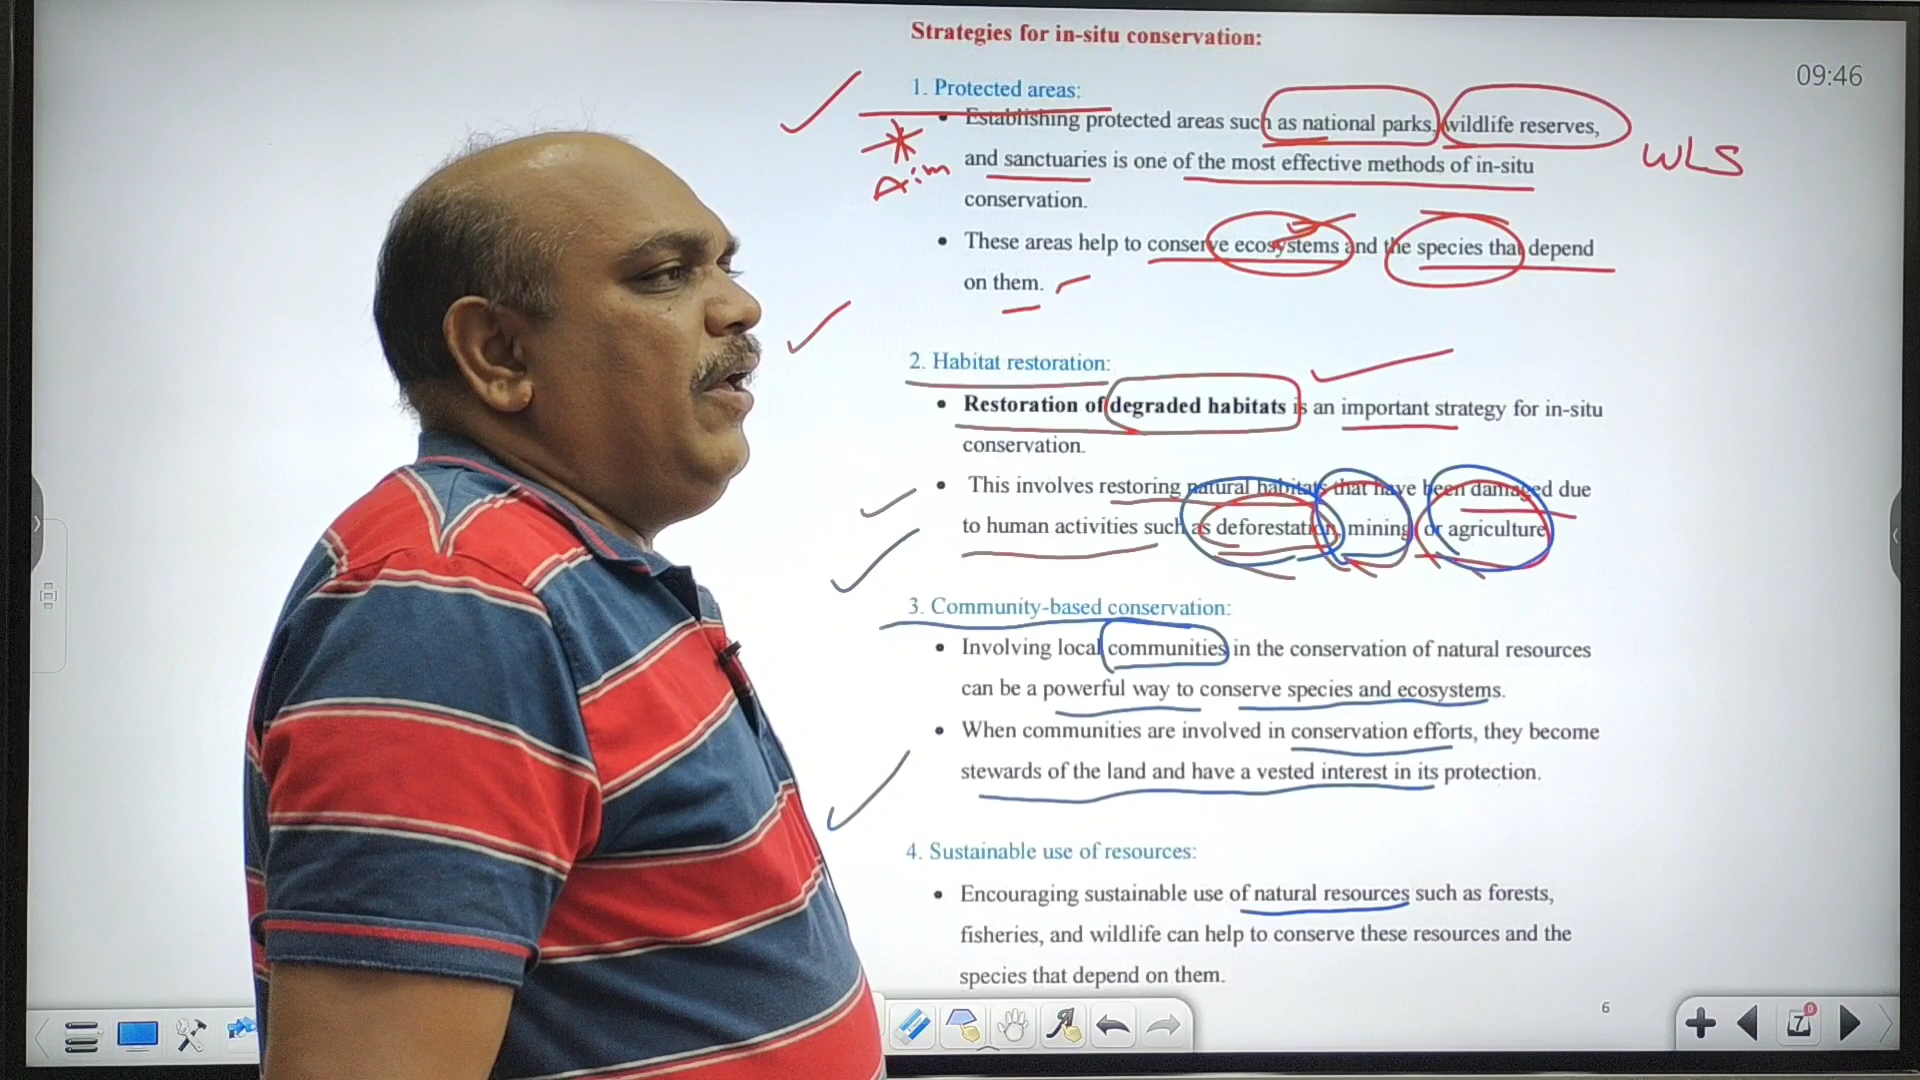 Strategies for in-situ conservation:
09:46
1. Protected areas:
• Establishing protected areas such as national parks, wildlife reserves,
WLS
Aim
and sanctuaries is one of the most effective methods of in-situ
conservation.
• These areas help to conserve ecosystems and the species that depend
on them.
2. Habitat restoration:
• Restoration of degraded habitats is an important strategy for in-situ
conservation.
• This involves restoring natural habitats that have been damaged due
to human activities such as deforestation, mining or agriculture
3. Community-based conservation:
• Involving local communities in the conservation of natural resources
can be a powerful way to conserve species and ecosystems.
• When communities are involved in conservation efforts, they become
stewards of the land and have a vested interest in its protection.
4. Sustainable use of resources:
• Encouraging sustainable use of natural resources such as forests,
fisheries, and wildlife can help to conserve these resources and the
species that depend on them.
6
7
0